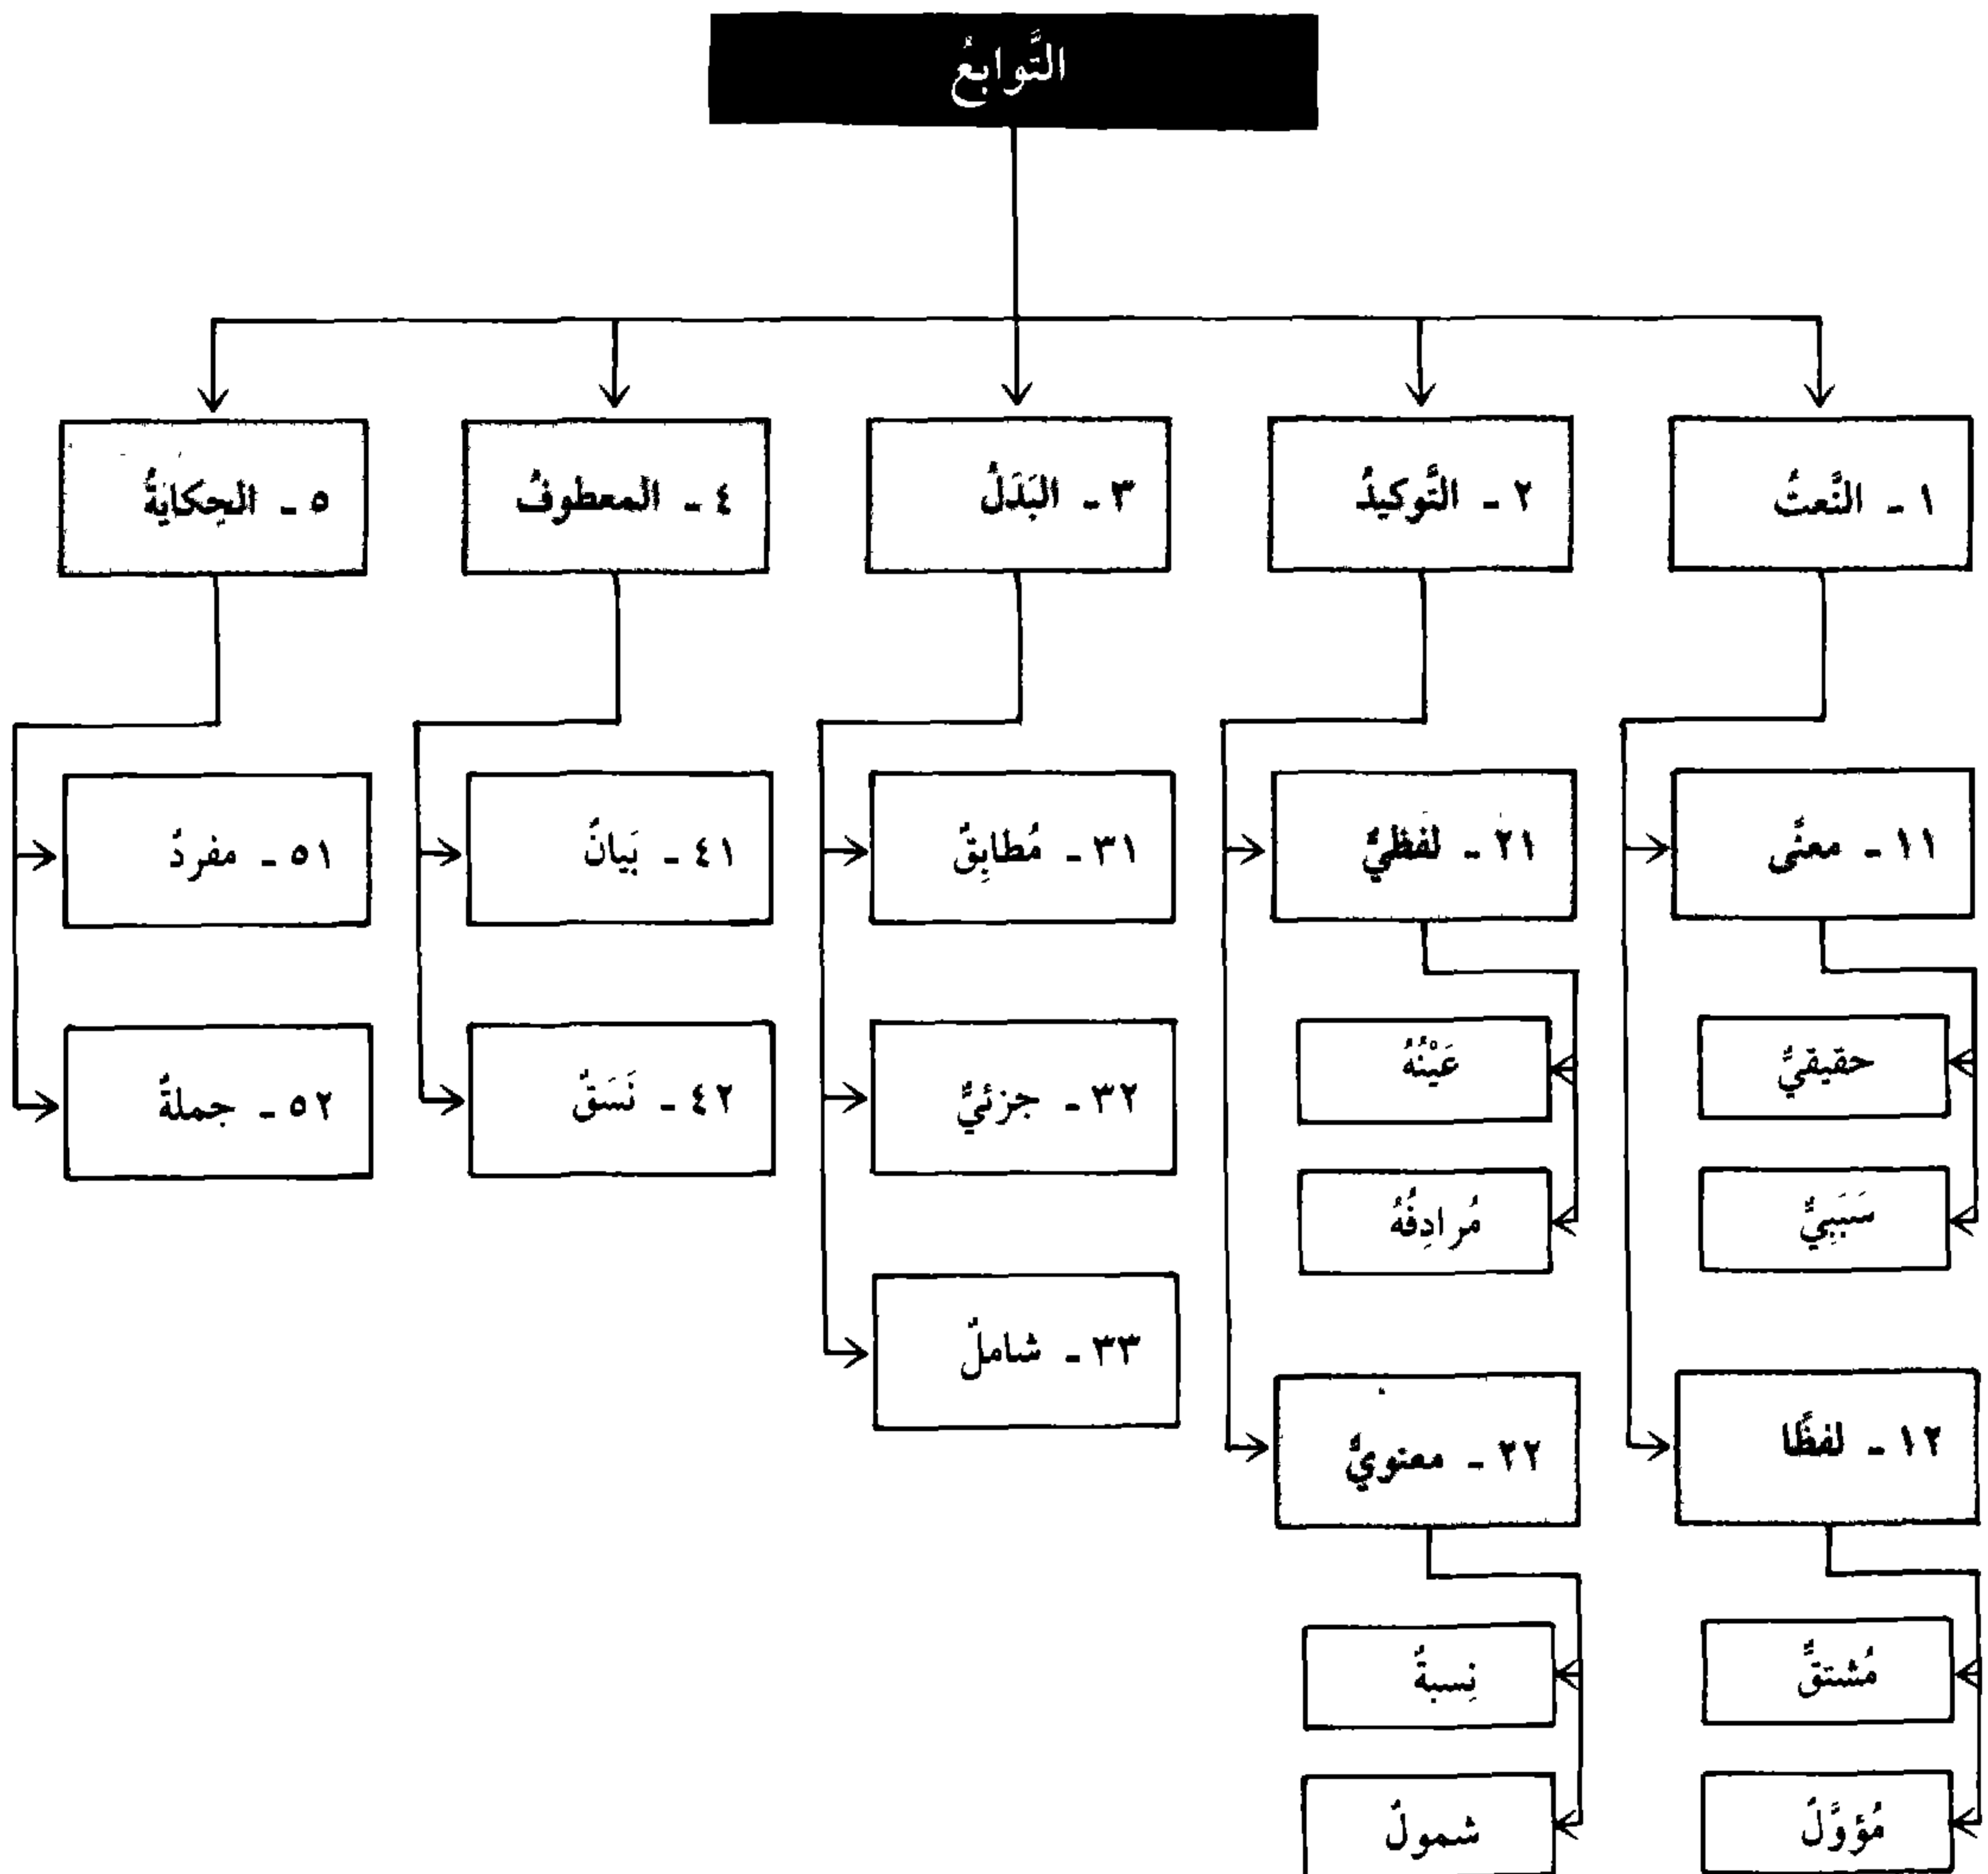 التَّوابعُ
١ - النَّعتُ
٢ - التَّوكيدُ
٣ - البَدَلُ
٤ - المعطوفُ
٥ - الحِكايَةُ
١١ - معنًى
حقيقيٌّ
سَبَبِيٌّ
١٢ - لفظًا
مُشتقٌّ
مُؤوَّلٌ
٢١ - لفظيٌّ
عَيْنُهُ
مُرادِفُهُ
٢٢ - معنويٌّ
نِسبةٌ
شمولٌ
٣١ - مُطابِقٌ
٣٢ - جزئيٌّ
٣٣ - شاملٌ
٤١ - بَيانٌ
٤٢ - نَسَقٌ
٥١ - مفردٌ
٥٢ - جملةٌ